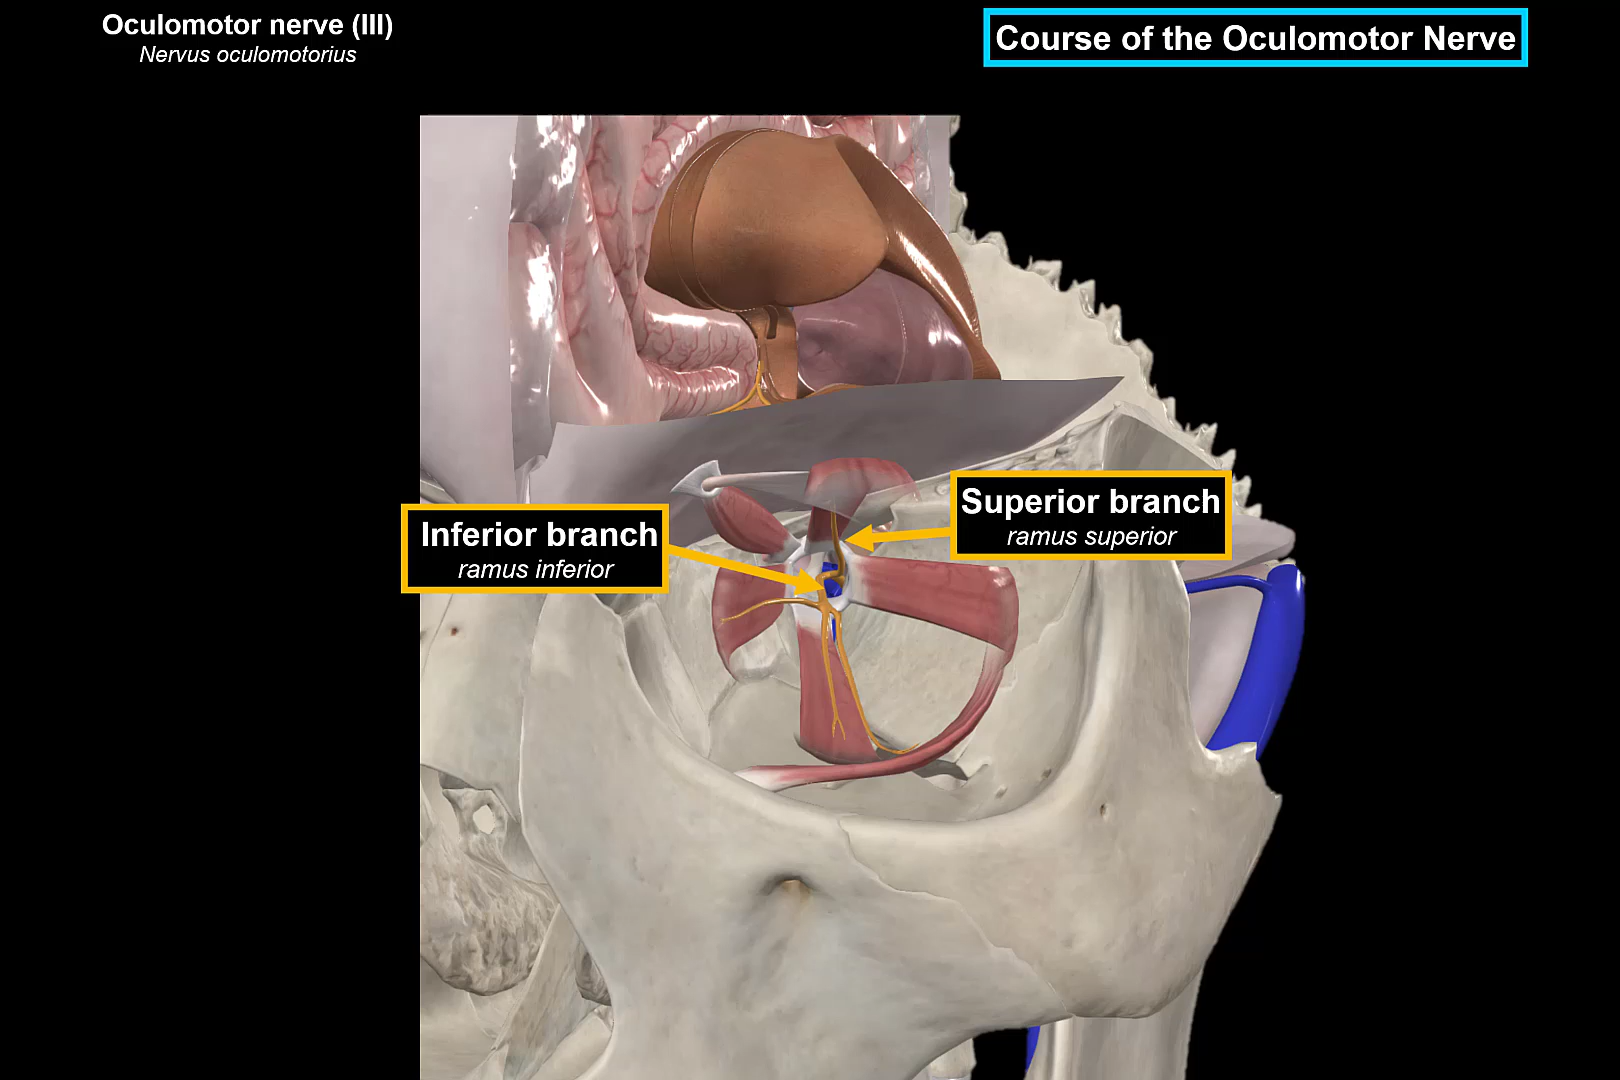 Oculomotor nerve (III)
Nervus oculomotorius
Course of the Oculomotor Nerve
Superior branch
ramus superior
Inferior branch
ramus inferior